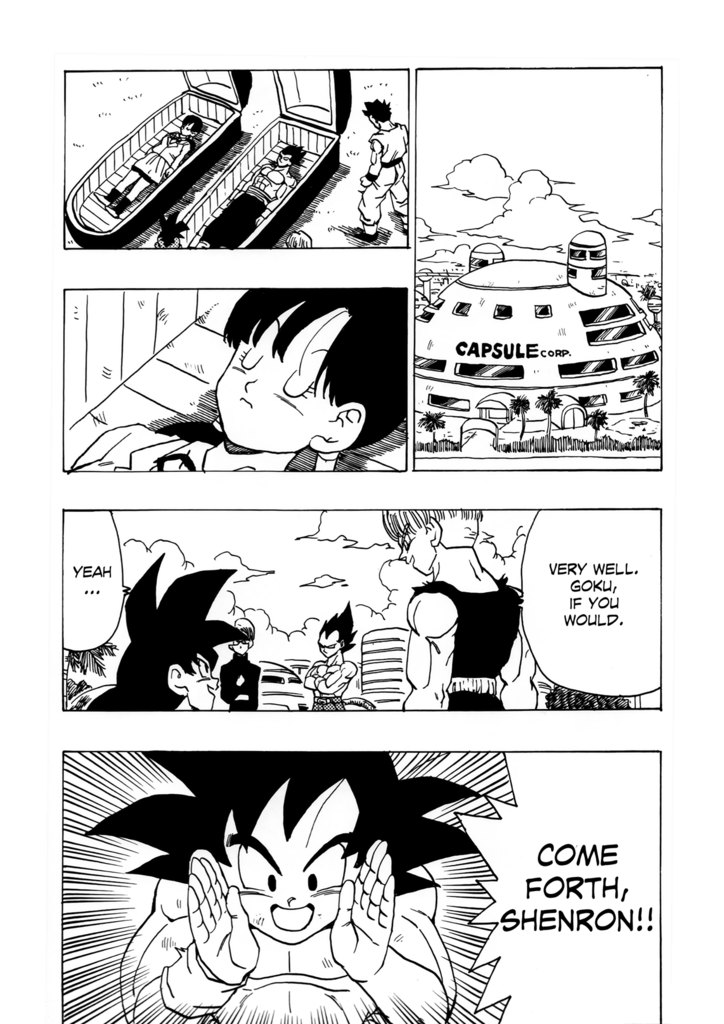 CAPSULE CORP.
VERY WELL.
GOKU,
IF YOU
WOULD.
YEAH
...
COME
FORTH,
SHENRON!!